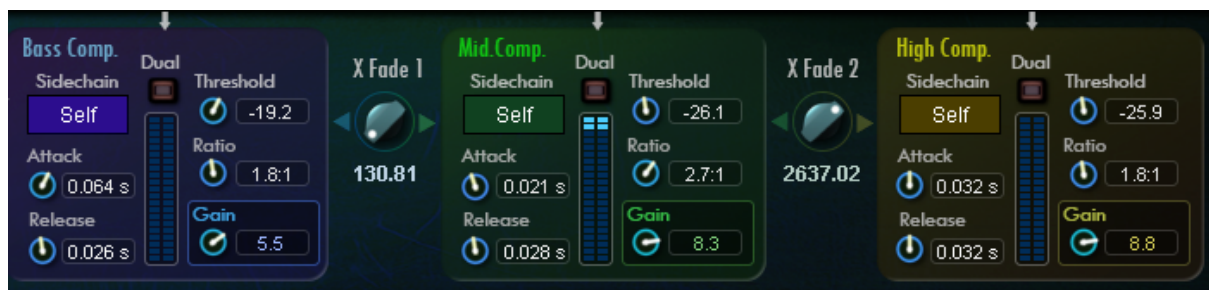 Bass Comp.
Dual
Sidechain
Threshold
Self
-19.2
Attack
Ratio
0.064 s
1.8:1
Release
Gain
0.026 s
5.5
X Fade 1
130.81
Mid.Comp.
Dual
Sidechain
Threshold
Self
-26.1
Attack
Ratio
0.021 s
2.7:1
Release
Gain
0.028 s
8.3
X Fade 2
2637.02
High Comp.
Dual
Sidechain
Threshold
Self
-25.9
Attack
Ratio
0.032 s
1.8:1
Release
Gain
0.032 s
8.8